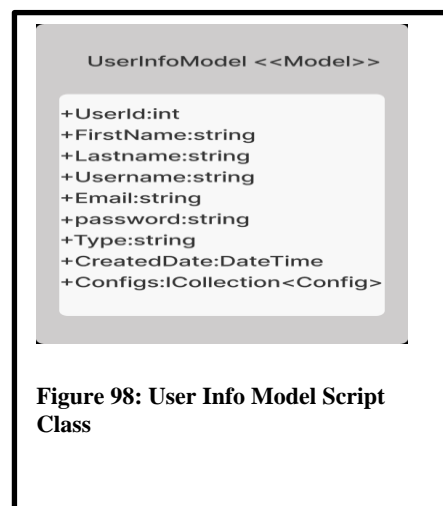 UserInfoModel <<Model>>
+UserId:int
+FirstName:string
+Lastname:string
+Username:string
+Email:string
+password:string
+Type:string
+CreatedDate:DateTime
+Configs:ICollection<Config>
Figure 98: User Info Model Script
Class